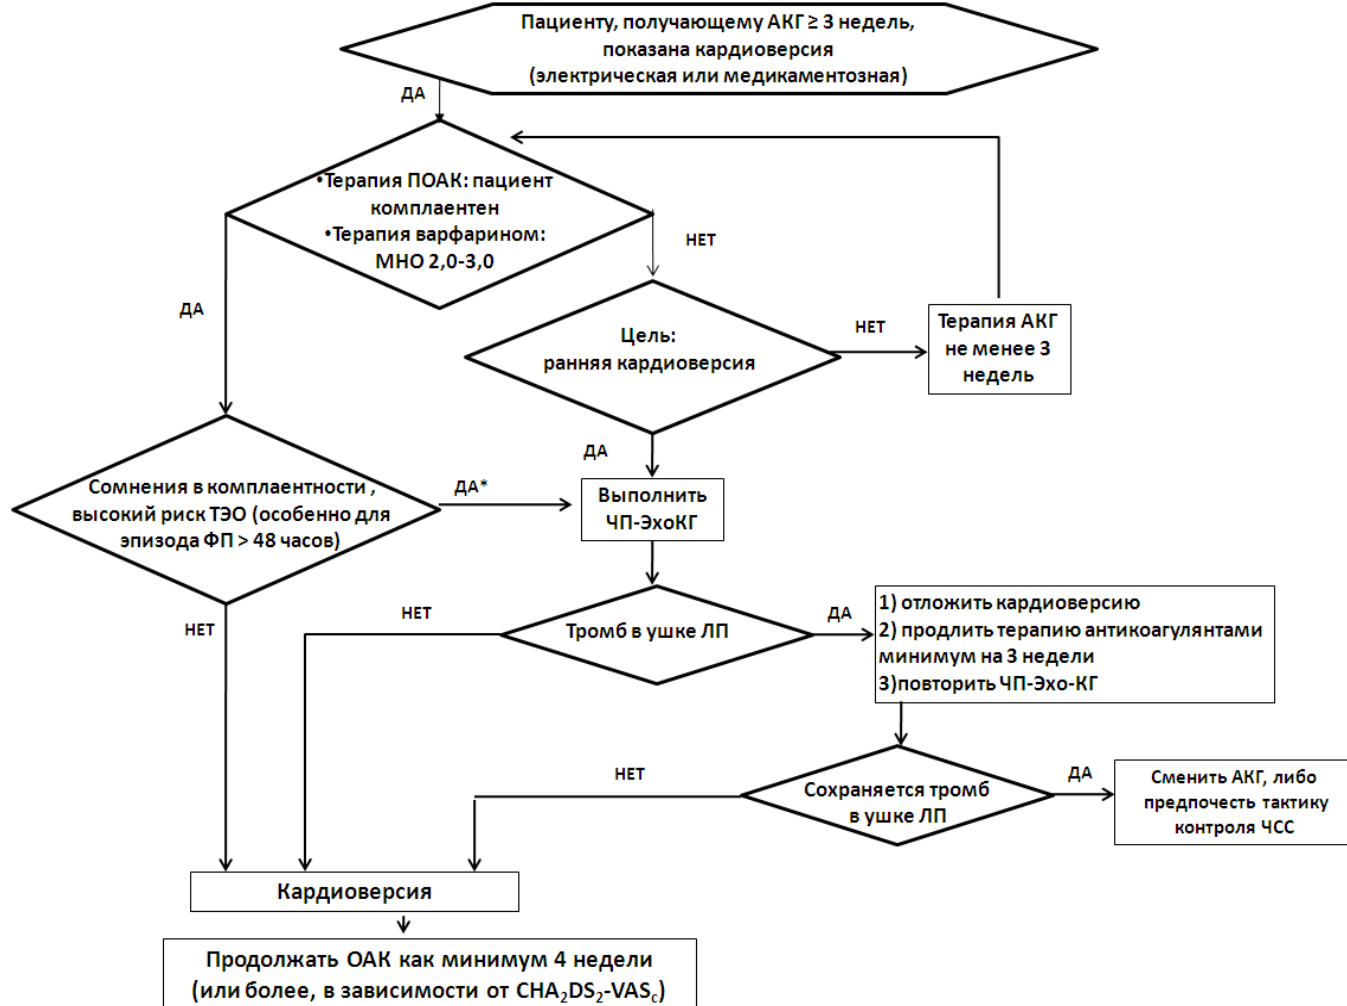 Пациенту, получающему АКГ ≥ 3 недель,
показана кардиоверсия
(электрическая или медикаментозная)
ДА
•Терапия ПОАК: пациент
комплаентен
•Терапия варфарином:
МНО 2,0-3,0
НЕТ
ДА
Цель:
ранняя кардиоверсия
НЕТ
Терапия АКГ
не менее 3
недель
ДА
Сомнения в комплаентности ,
высокий риск ТЭО (особенно для
эпизода ФП > 48 часов)
ДА*
Выполнить
ЧП-ЭхоКГ
НЕТ
НЕТ
Тромб в ушке ЛП
ДА
1) отложить кардиоверсию
2) продлить терапию антикоагулянтами
минимум на 3 недели
3)повторить ЧП-Эхо-КГ
НЕТ
Сохраняется тромб
в ушке ЛП
ДА
Сменить АКГ, либо
предпочесть тактику
контроля ЧСС
Кардиоверсия
Продолжать ОАК как минимум 4 недели
(или более, в зависимости от CHA₂DS₂-VASc)